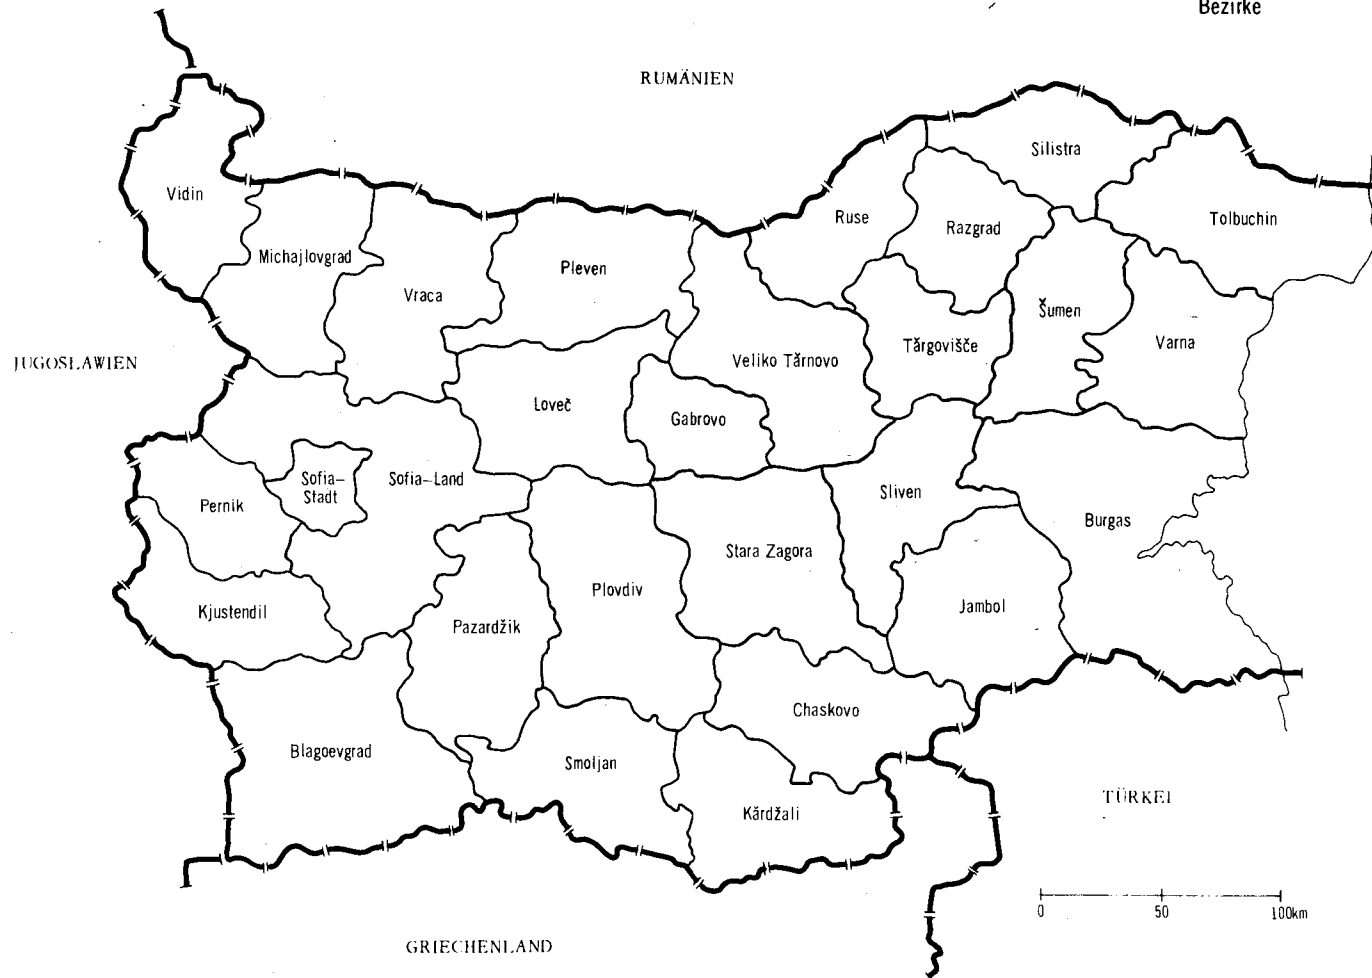 Bezirke
RUMÄNIEN
Silistra
Vidin
Ruse
Tolbuchin
Razgrad
Michajlovgrad
Pleven
Vraca
Šumen
Varna
Tărgovišče
JUGOSLAWIEN
Veliko Tărnovo
Loveč
Gabrovo
Sofia–
Stadt
Sofia–Land
Sliven
Pernik
Burgas
Stara Zagora
Plovdiv
Jambol
Kjustendil
Pazardžik
Chaskovo
Blagoevgrad
Smoljan
TÜRKEI
Kărdžali
0 50 100km
GRIECHENLAND